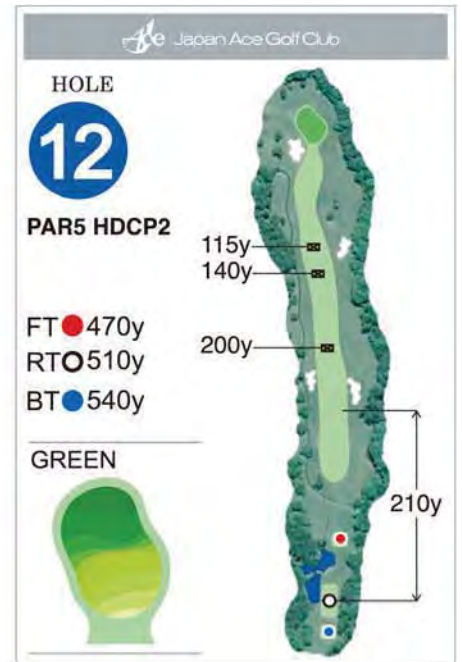 Ace Japan Ace Golf Club
HOLE
12
PAR5 HDCP2
FT 470y
RT 510y
BT 540y
GREEN
115y
140y
200y
210y